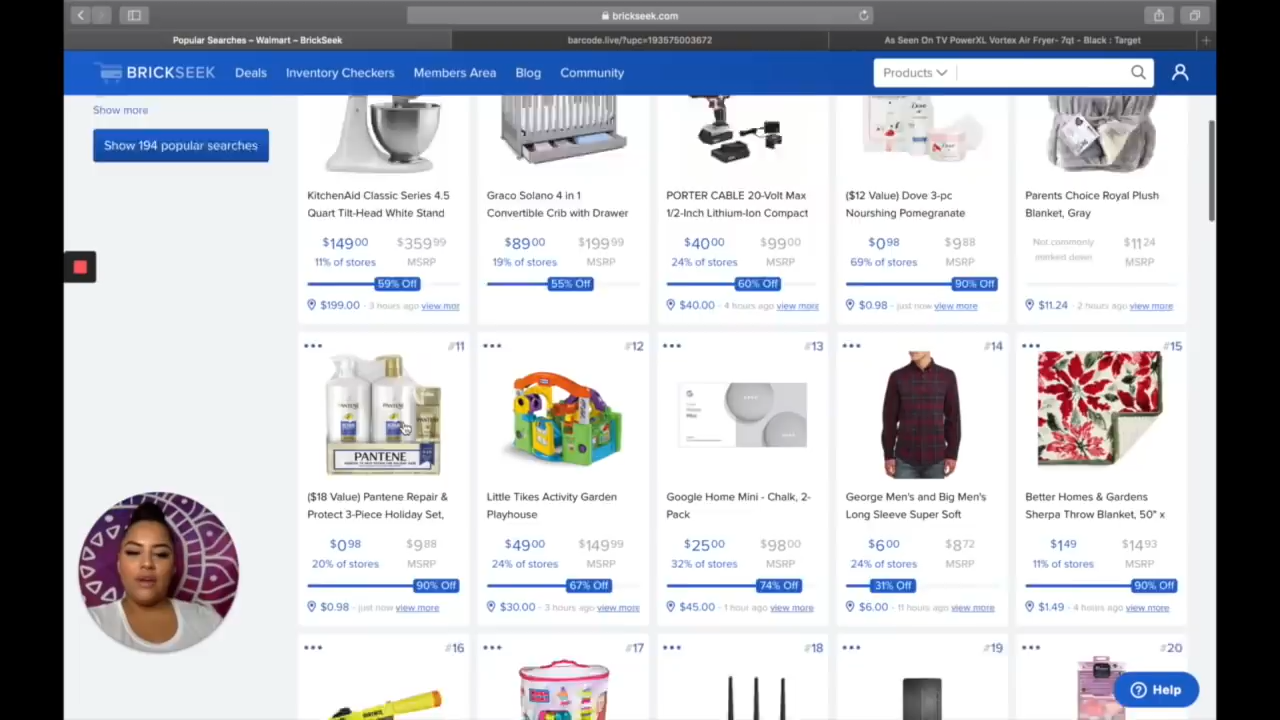 brickseek.com
Popular Searches – Walmart – BrickSeek
barcode.live/?upc=193575003672
As Seen On TV PowerXL Vortex Air Fryer- 7qt - Black : Target
BRICKSEEK Deals Inventory Checkers Members Area Blog Community Products
Show more
Show 194 popular searches
KitchenAid Classic Series 4.5
Quart Tilt-Head White Stand
$149.00 $359.99
11% of stores MSRP
59% Off
$199.00 - 3 hours ago view mor
Graco Solano 4 in 1
Convertible Crib with Drawer
$89.00 $199.99
19% of stores MSRP
55% Off
PORTER CABLE 20-Volt Max
1/2-Inch Lithium-Ion Compact
$40.00 $99.00
24% of stores MSRP
60% Off
$40.00 - 4 hours ago view more
($12 Value) Dove 3-pc
Nourshing Pomegranate
$0.98 $9.88
69% of stores MSRP
90% Off
$0.98 - just now view more
Parents Choice Royal Plush
Blanket, Gray
Not commonly
marked down
$11.24
MSRP
$11.24 - 2 hours ago view more
#11
PANTENE
($18 Value) Pantene Repair &
Protect 3-Piece Holiday Set,
$0.98 $9.88
20% of stores MSRP
90% Off
$0.98 - just now view more
#12
Little Tikes Activity Garden
Playhouse
$49.00 $149.99
24% of stores MSRP
67% Off
$30.00 - 3 hours ago view more
#13
Google Home Mini - Chalk, 2-
Pack
$25.00 $98.00
32% of stores MSRP
74% Off
$45.00 - 1 hour ago view more
#14
George Men's and Big Men's
Long Sleeve Super Soft
$6.00 $8.72
24% of stores MSRP
31% Off
$6.00 - 11 hours ago view more
#15
Better Homes & Gardens
Sherpa Throw Blanket, 50" x
$1.49 $14.93
11% of stores MSRP
90% Off
$1.49 - 4 hours ago view more
#16
#17
#18
#19
#20
Help